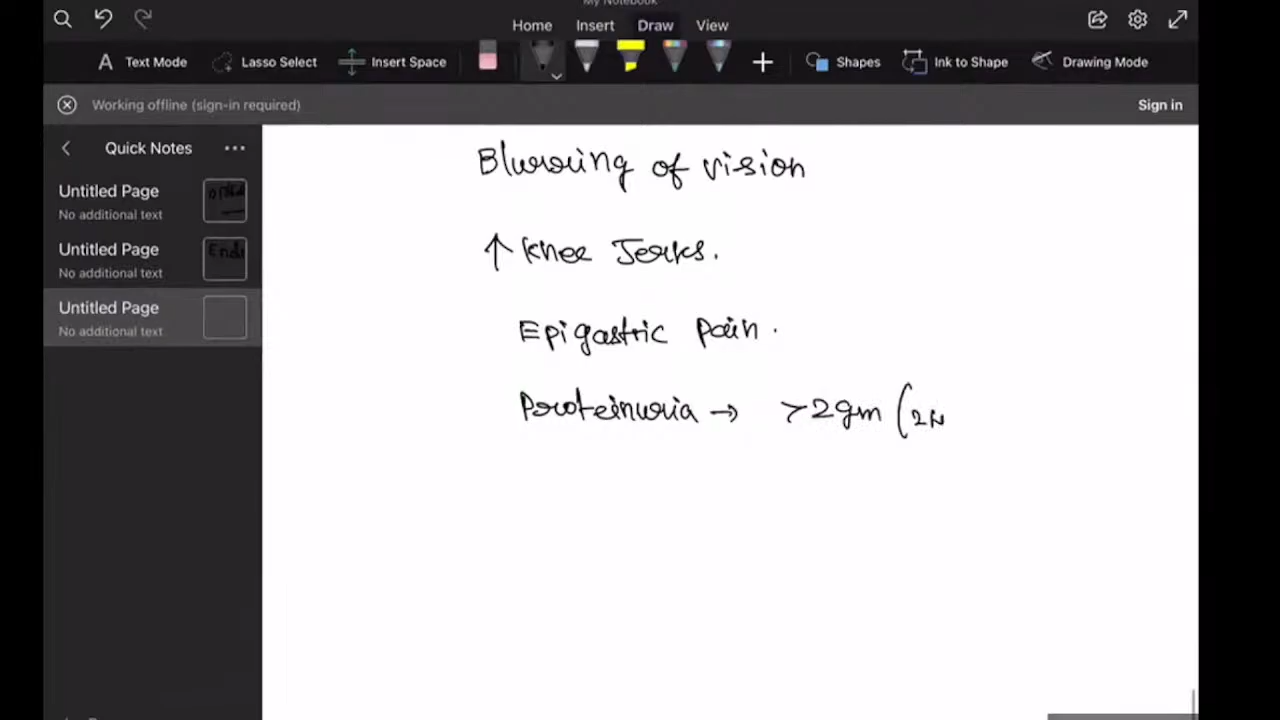 My Notebook
Home Insert Draw View
Text Mode Lasso Select Insert Space Shapes Ink to Shape Drawing Mode
Working offline (sign-in required) Sign in
Quick Notes
Untitled Page
No additional text
Untitled Page
No additional text
Untitled Page
No additional text
Blurring of vision
↑ Knee Jerks.
Epigastric Pain.
Proteinuria → >2gm (2